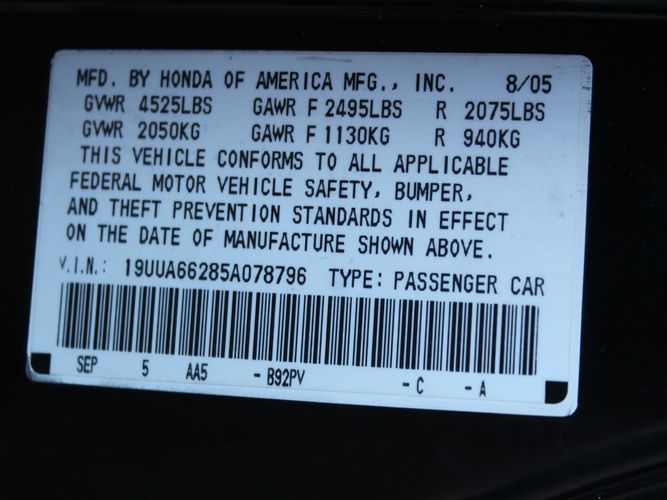 MFD. BY HONDA OF AMERICA MFG., INC. 8/05
GVWR 4525LBS GAWR F 2495LBS R 2075LBS
GVWR 2050KG GAWR F 1130KG R 940KG
THIS VEHICLE CONFORMS TO ALL APPLICABLE
FEDERAL MOTOR VEHICLE SAFETY, BUMPER,
AND THEFT PREVENTION STANDARDS IN EFFECT
ON THE DATE OF MANUFACTURE SHOWN ABOVE.
V.I.N.: 19UUA66285A078796 TYPE: PASSENGER CAR
SEP 5 AA5 - B92PV - C - A